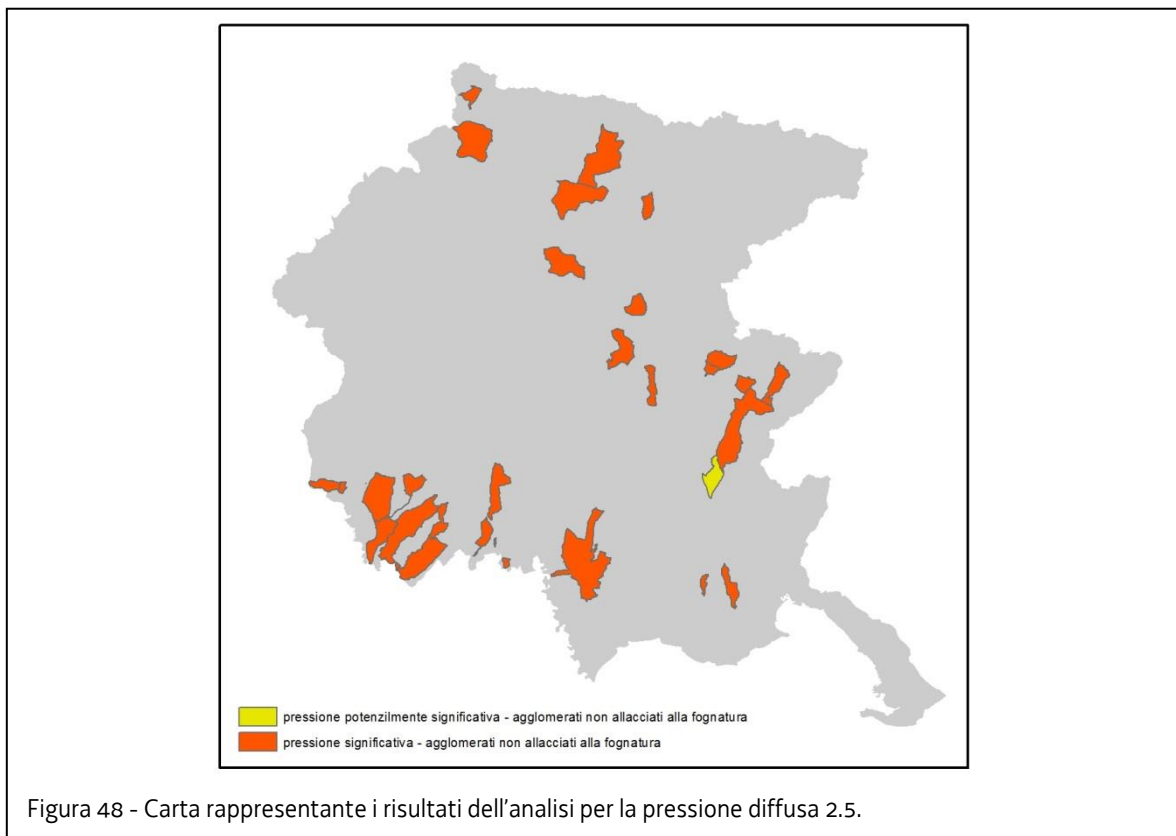 pressione potenzilmente significativa - agglomerati non allacciati alla fognatura
pressione significativa - agglomerati non allacciati alla fognatura
Figura 48 - Carta rappresentante i risultati dell'analisi per la pressione diffusa 2.5.